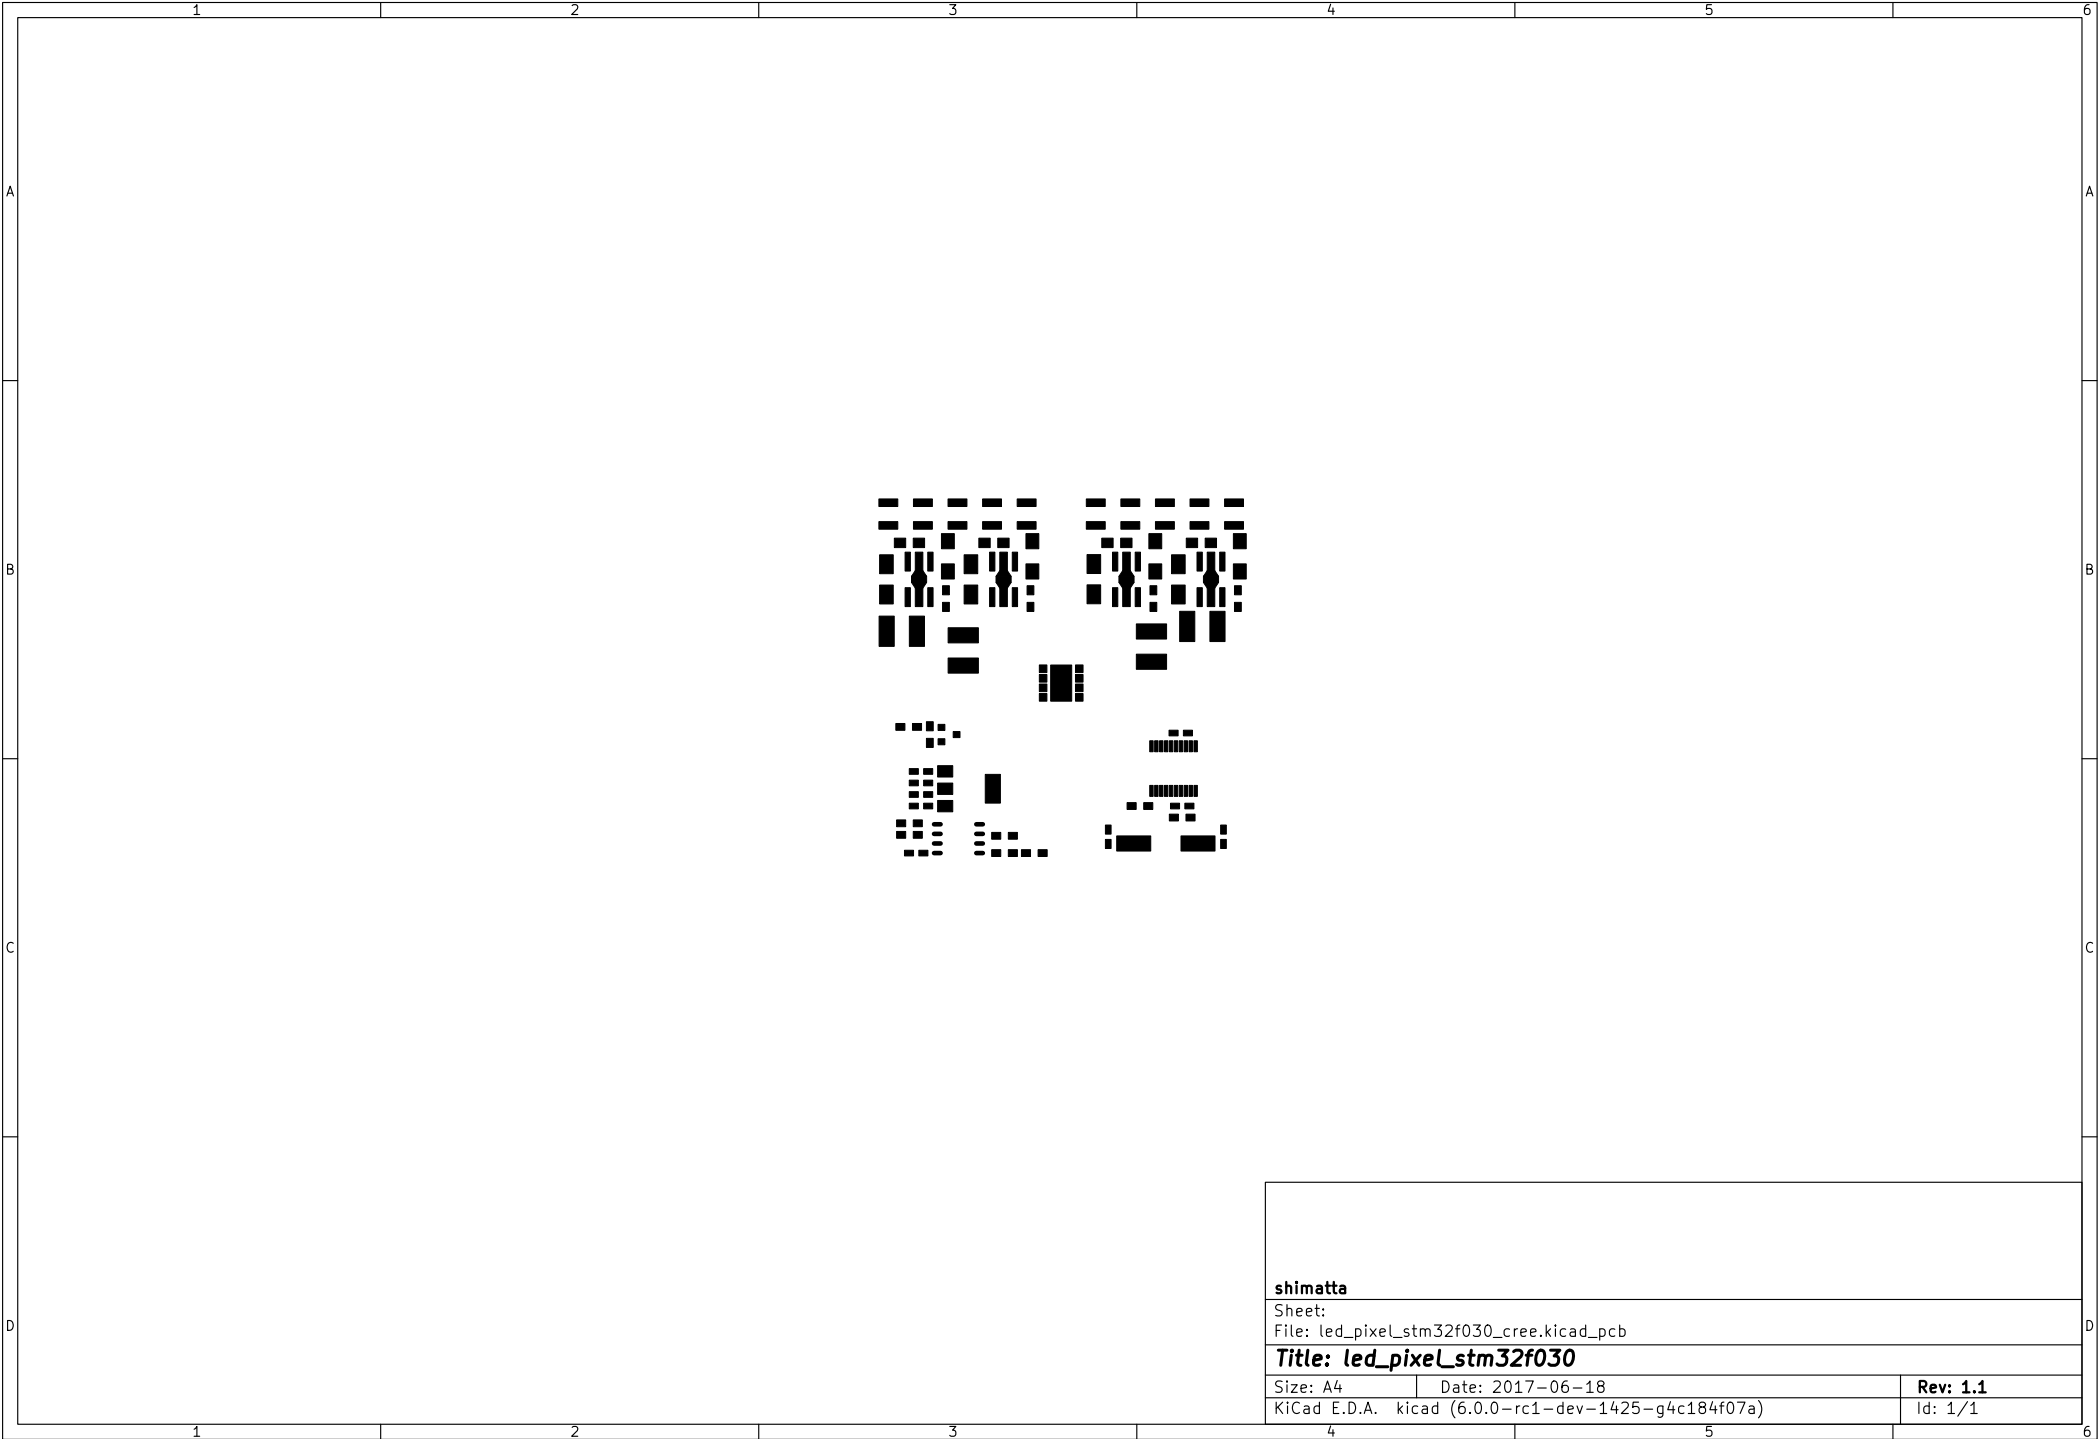 1 2 3 4 5 6
A A
B B
C C
D D
shimatta
Sheet:
File: led_pixel_stm32f030_cree.kicad_pcb
Title: led_pixel_stm32f030
Size: A4 Date: 2017-06-18 Rev: 1.1
KiCad E.D.A. kicad (6.0.0-rc1-dev-1425-g4c184f07a) Id: 1/1
1 2 3 4 5 6